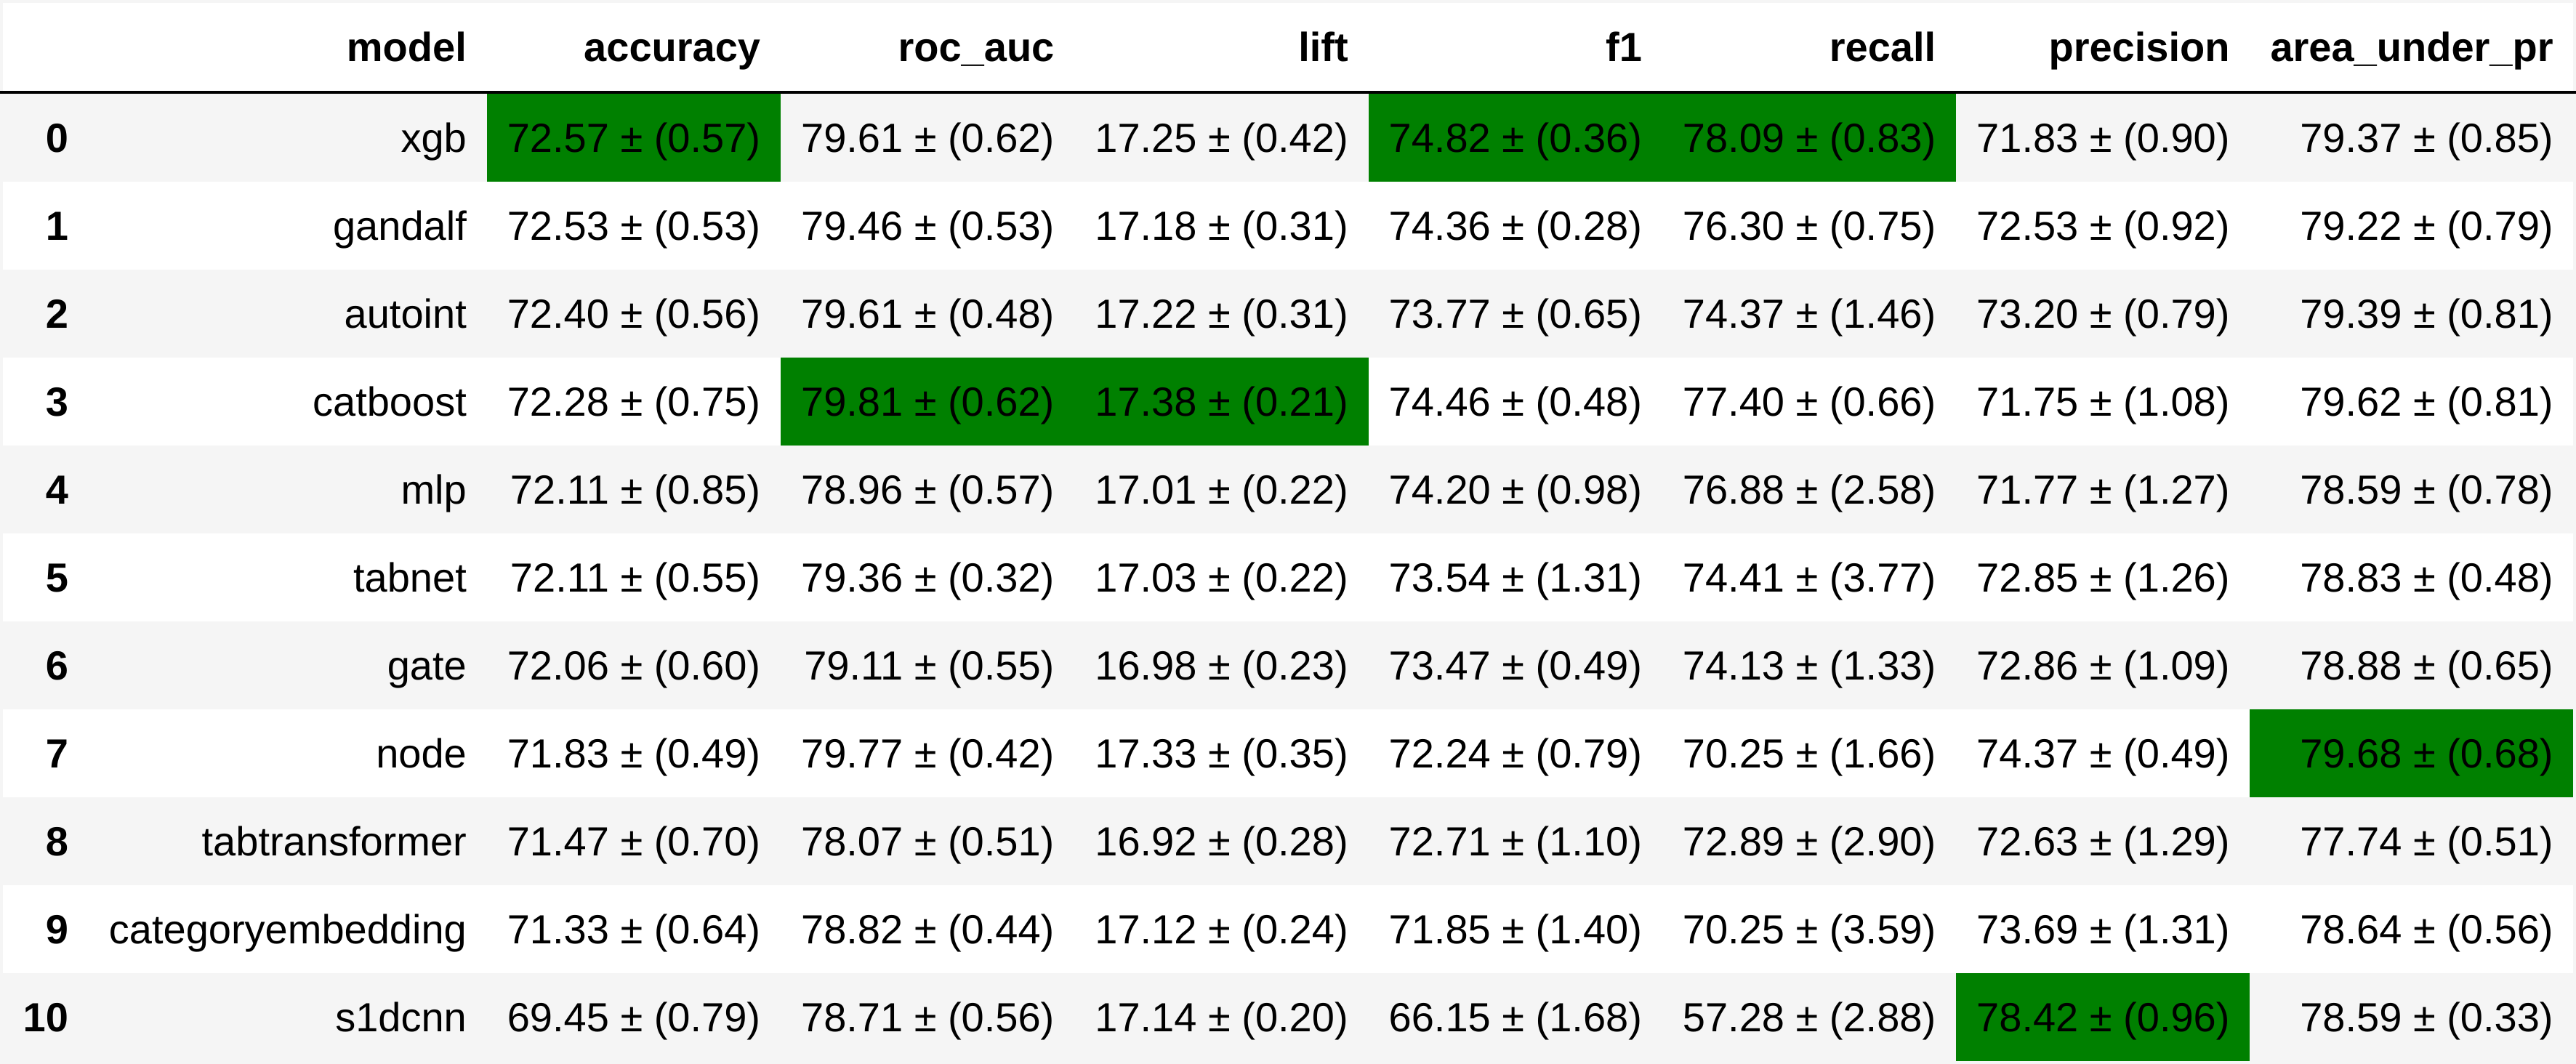 model accuracy roc_auc lift f1 recall precision area_under_pr
0 xgb 72.57 ± (0.57) 79.61 ± (0.62) 17.25 ± (0.42) 74.82 ± (0.36) 78.09 ± (0.83) 71.83 ± (0.90) 79.37 ± (0.85)
1 gandalf 72.53 ± (0.53) 79.46 ± (0.53) 17.18 ± (0.31) 74.36 ± (0.28) 76.30 ± (0.75) 72.53 ± (0.92) 79.22 ± (0.79)
2 autoint 72.40 ± (0.56) 79.61 ± (0.48) 17.22 ± (0.31) 73.77 ± (0.65) 74.37 ± (1.46) 73.20 ± (0.79) 79.39 ± (0.81)
3 catboost 72.28 ± (0.75) 79.81 ± (0.62) 17.38 ± (0.21) 74.46 ± (0.48) 77.40 ± (0.66) 71.75 ± (1.08) 79.62 ± (0.81)
4 mlp 72.11 ± (0.85) 78.96 ± (0.57) 17.01 ± (0.22) 74.20 ± (0.98) 76.88 ± (2.58) 71.77 ± (1.27) 78.59 ± (0.78)
5 tabnet 72.11 ± (0.55) 79.36 ± (0.32) 17.03 ± (0.22) 73.54 ± (1.31) 74.41 ± (3.77) 72.85 ± (1.26) 78.83 ± (0.48)
6 gate 72.06 ± (0.60) 79.11 ± (0.55) 16.98 ± (0.23) 73.47 ± (0.49) 74.13 ± (1.33) 72.86 ± (1.09) 78.88 ± (0.65)
7 node 71.83 ± (0.49) 79.77 ± (0.42) 17.33 ± (0.35) 72.24 ± (0.79) 70.25 ± (1.66) 74.37 ± (0.49) 79.68 ± (0.68)
8 tabtransformer 71.47 ± (0.70) 78.07 ± (0.51) 16.92 ± (0.28) 72.71 ± (1.10) 72.89 ± (2.90) 72.63 ± (1.29) 77.74 ± (0.51)
9 categoryembedding 71.33 ± (0.64) 78.82 ± (0.44) 17.12 ± (0.24) 71.85 ± (1.40) 70.25 ± (3.59) 73.69 ± (1.31) 78.64 ± (0.56)
10 s1dcnn 69.45 ± (0.79) 78.71 ± (0.56) 17.14 ± (0.20) 66.15 ± (1.68) 57.28 ± (2.88) 78.42 ± (0.96) 78.59 ± (0.33)